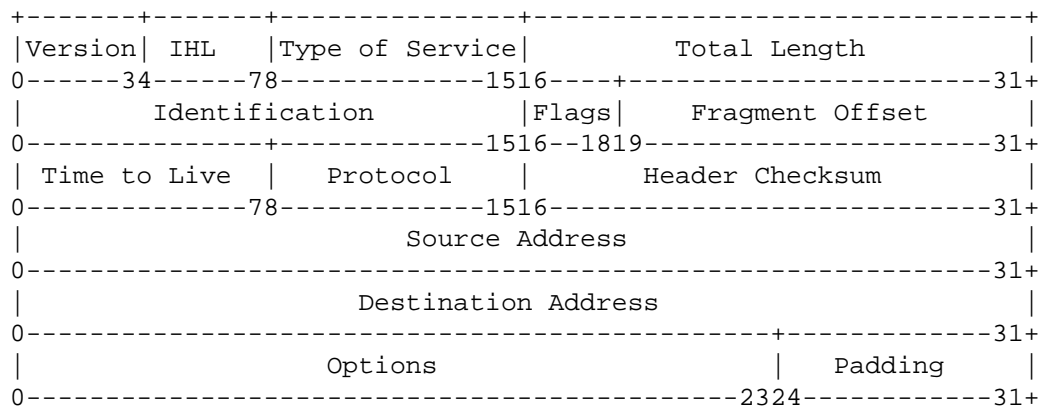 +-------+-------+---------------+-------------------------------+
|Version| IHL   |Type of Service|         Total Length          |
0------34------78-------------1516----+-----------------------31+
|        Identification         |Flags|    Fragment Offset      |
0---------------+-------------1516--1819----------------------31+
| Time to Live  |   Protocol    |       Header Checksum         |
0--------------78-------------1516----------------------------31+
|                        Source Address                         |
0-------------------------------------------------------------31+
|                     Destination Address                       |
0-----------------------------------------------+-------------31+
|                   Options                     |   Padding     |
0---------------------------------------------2324------------31+